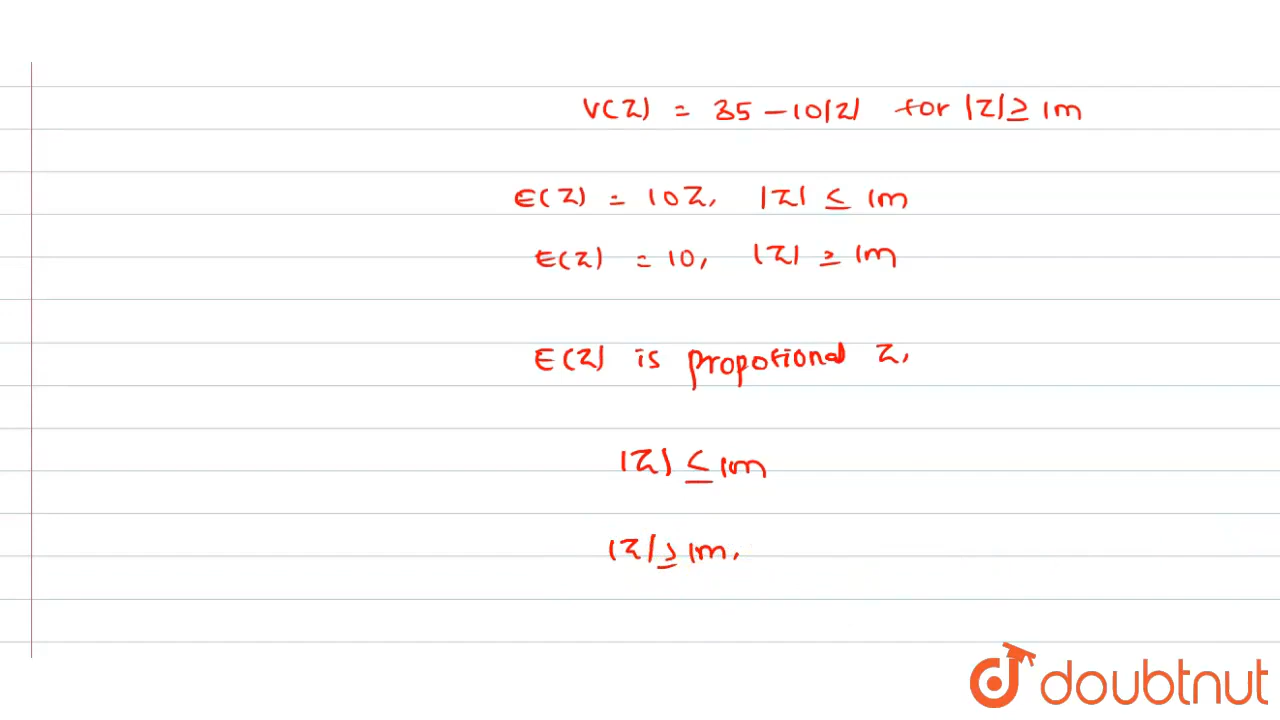 V(Z) = 35 - 10|Z| for |Z| ≥ 1m
E(Z) = 10Z, |Z| ≤ 1m
E(Z) = 10, |Z| ≥ 1m
E(Z) is propotional Z,
|Z| ≤ 1m
|Z| ≥ 1m,
doubtnut